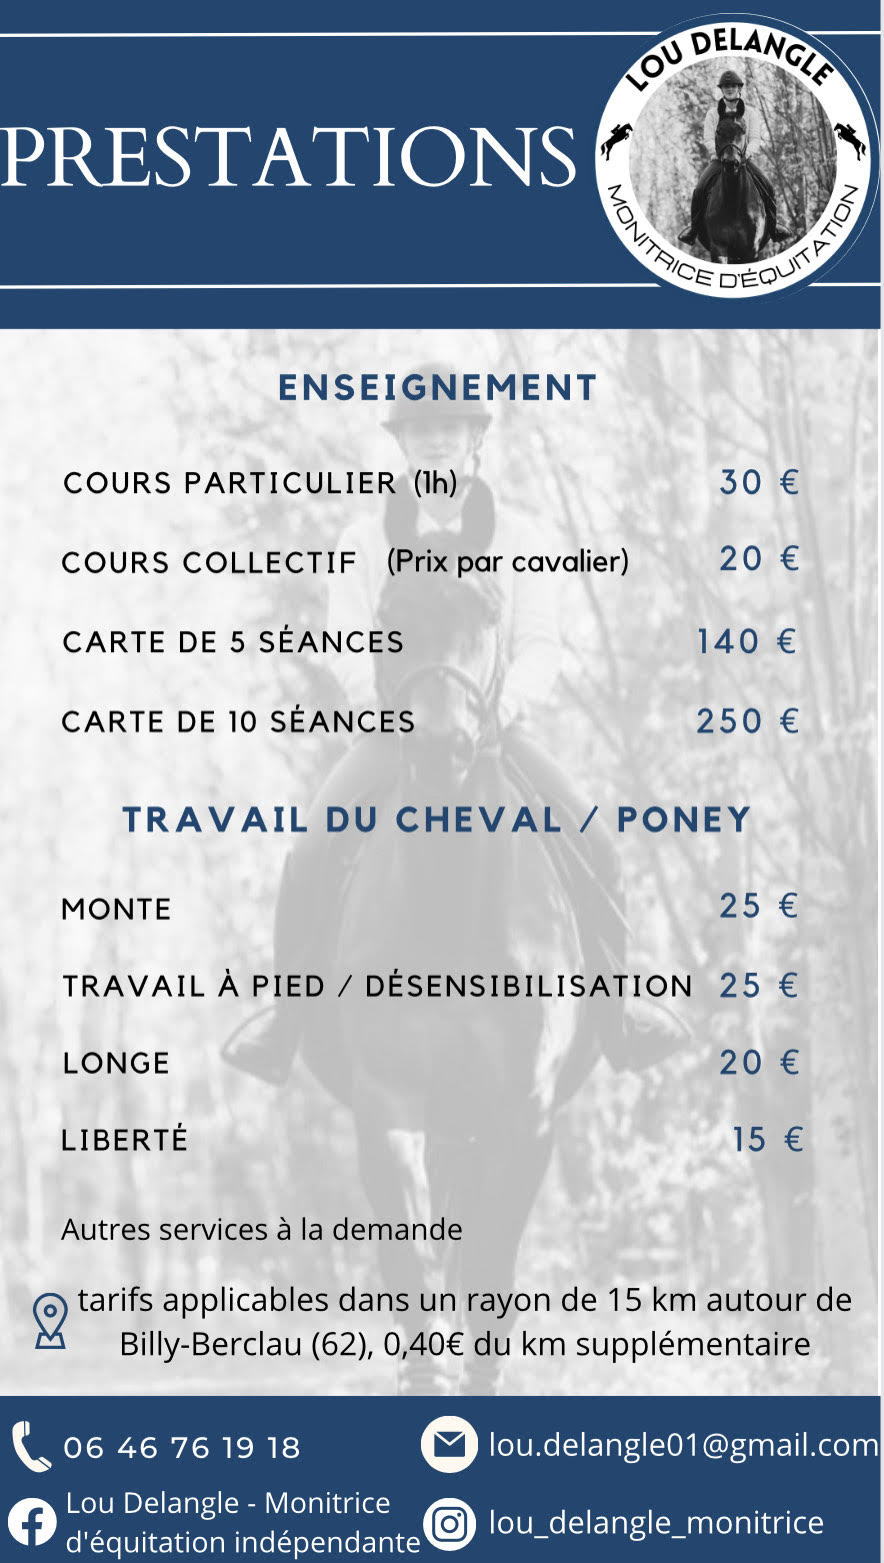 PRESTATIONS
LOU DELANGLE
MONITRICE D'ÉQUITATION
ENSEIGNEMENT
COURS PARTICULIER (1h) 30 €
COURS COLLECTIF (Prix par cavalier) 20 €
CARTE DE 5 SÉANCES 140 €
CARTE DE 10 SÉANCES 250 €
TRAVAIL DU CHEVAL / PONEY
MONTE 25 €
TRAVAIL À PIED / DÉSENSIBILISATION 25 €
LONGE 20 €
LIBERTÉ 15 €
Autres services à la demande
tarifs applicables dans un rayon de 15 km autour de
Billy-Berclau (62), 0,40€ du km supplémentaire
06 46 76 19 18
lou.delangle01@gmail.com
Lou Delangle - Monitrice
d'équitation indépendante
lou_delangle_monitrice